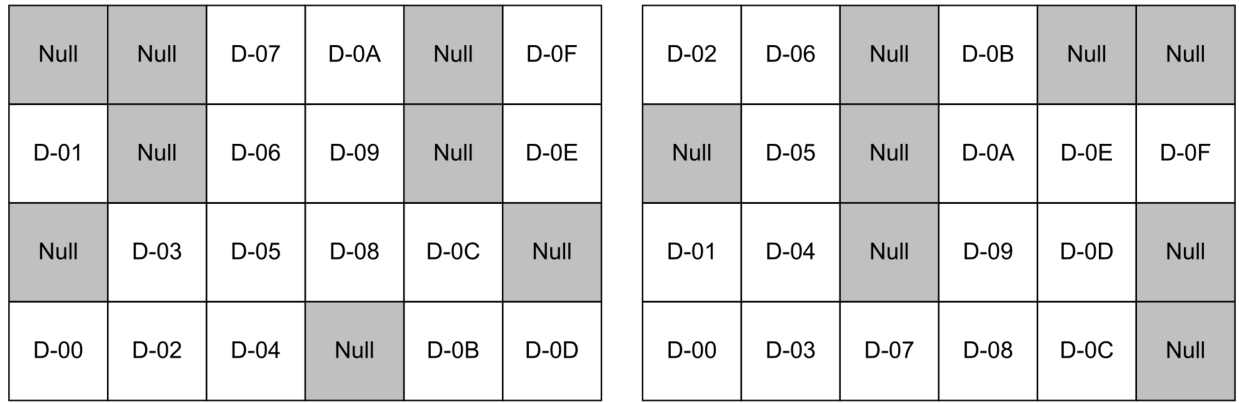 Null Null D-07 D-0A Null D-0F
D-01 Null D-06 D-09 Null D-0E
Null D-03 D-05 D-08 D-0C Null
D-00 D-02 D-04 Null D-0B D-0D
D-02 D-06 Null D-0B Null Null
Null D-05 Null D-0A D-0E D-0F
D-01 D-04 Null D-09 D-0D Null
D-00 D-03 D-07 D-08 D-0C Null